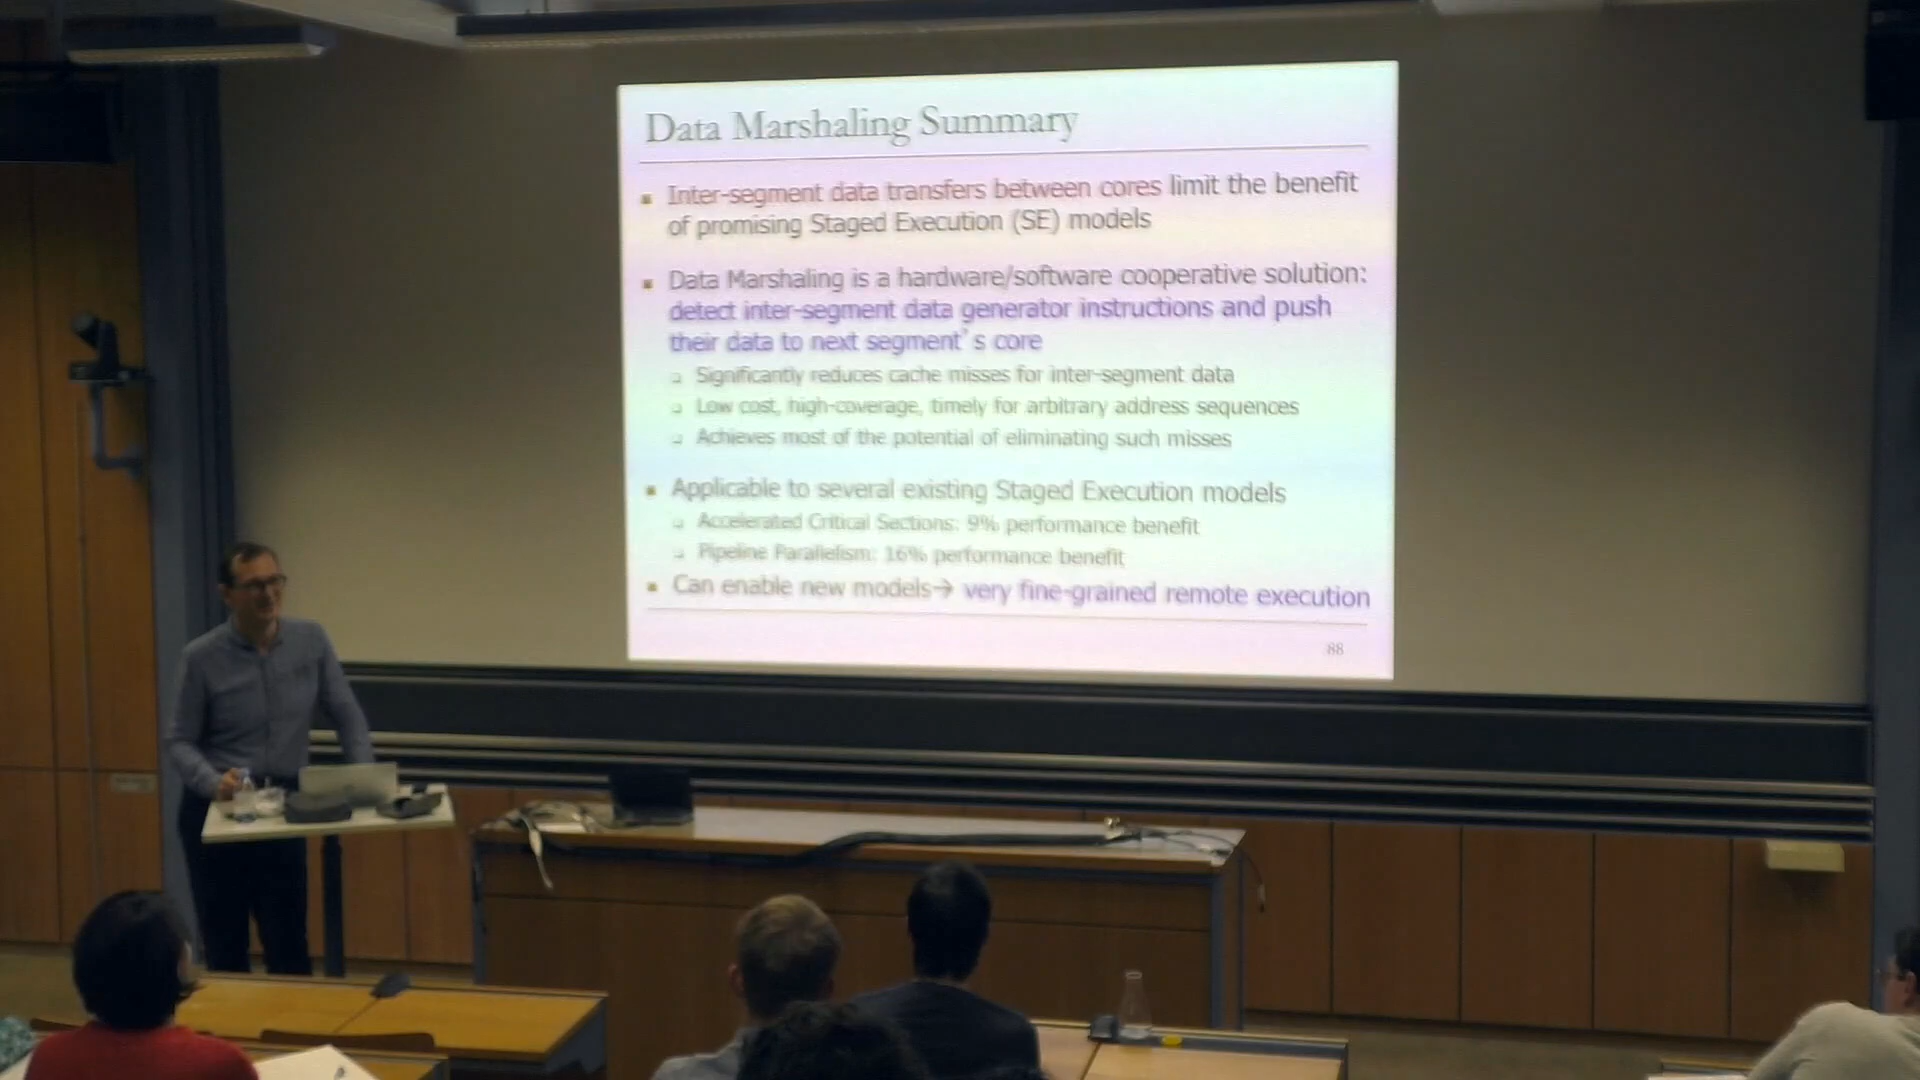 Data Marshaling Summary
▪ Inter-segment data transfers between cores limit the benefit
of promising Staged Execution (SE) models
▪ Data Marshaling is a hardware/software cooperative solution:
detect inter-segment data generator instructions and push
their data to next segment's core
❑ Significantly reduces cache misses for inter-segment data
❑ Low cost, high-coverage, timely for arbitrary address sequences
❑ Achieves most of the potential of eliminating such misses
▪ Applicable to several existing Staged Execution models
❑ Accelerated Critical Sections: 9% performance benefit
❑ Pipeline Parallelism: 16% performance benefit
▪ Can enable new models→ very fine-grained remote execution
88